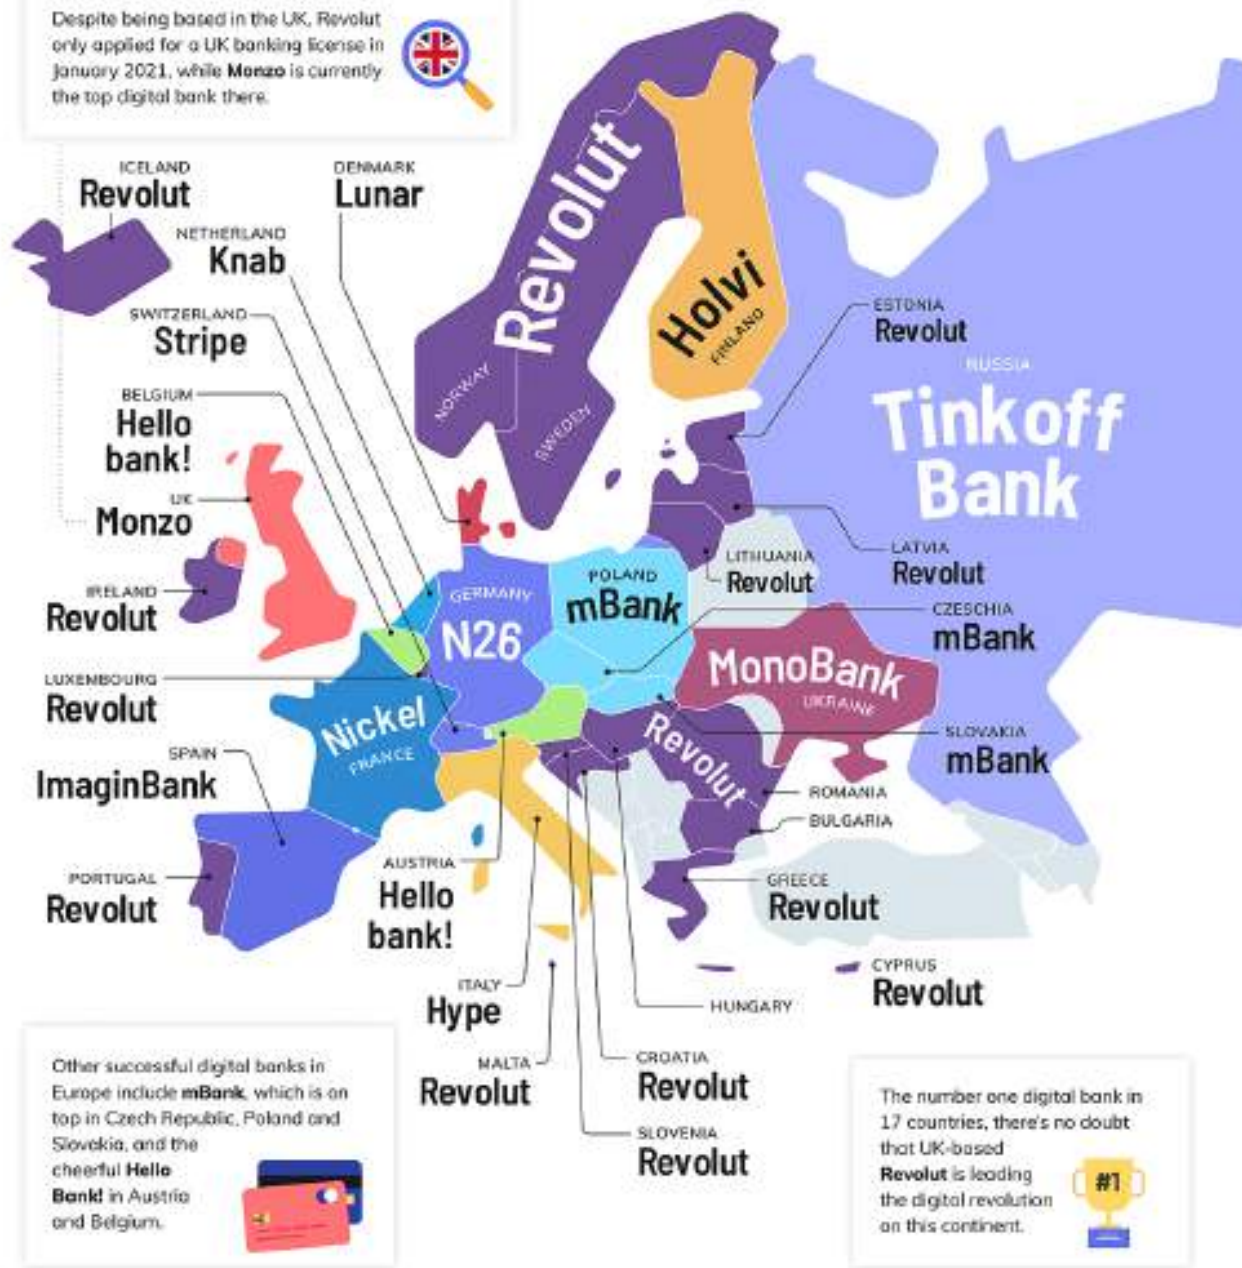 Despite being based in the UK, Revolut
only applied for a UK banking license in
January 2021, while Monzo is currently
the top digital bank there.
ICELAND
Revolut
DENMARK
Lunar
NETHERLAND
Knab
SWITZERLAND
Stripe
BELGIUM
Hello
bank!
UK
Monzo
IRELAND
Revolut
LUXEMBOURG
Revolut
SPAIN
ImaginBank
PORTUGAL
Revolut
Revolut
NORWAY
SWEDEN
Holvi
FINLAND
ESTONIA
Revolut
RUSSIA
Tinkoff
Bank
LATVIA
Revolut
LITHUANIA
Revolut
POLAND
mBank
CZESCHIA
mBank
GERMANY
N26
MonoBank
UKRAINE
Nickel
FRANCE
Revolut
SLOVAKIA
mBank
ROMANIA
BULGARIA
AUSTRIA
Hello
bank!
GREECE
Revolut
CYPRUS
Revolut
ITALY
Hype
HUNGARY
MALTA
Revolut
CROATIA
Revolut
SLOVENIA
Revolut
Other successful digital banks in
Europe include mBank, which is on
top in Czech Republic, Poland and
Slovakia, and the
cheerful Hello
Bank! in Austria
and Belgium.
The number one digital bank in
17 countries, there's no doubt
that UK-based
Revolut is leading
the digital revolution
on this continent.
#1